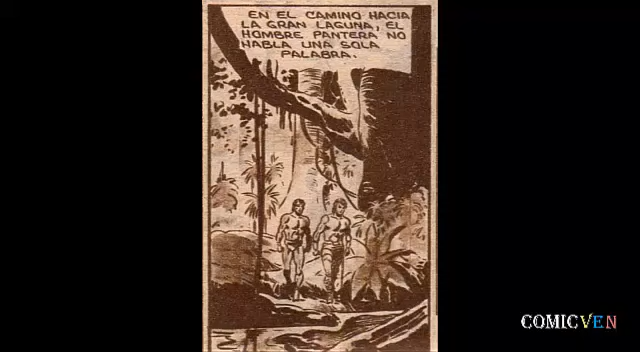 EN EL CAMINO HACIA
LA GRAN LAGUNA, EL
HOMBRE PANTERA NO
HABLA UNA SOLA
PALABRA.
COMICVEN